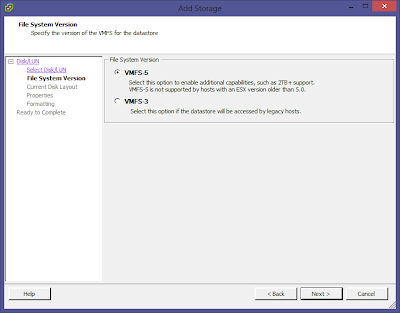 Add Storage
File System Version
Specify the version of the VMFS for the datastore
Disk/LUN
Select Disk/LUN
File System Version
Current Disk Layout
Properties
Formatting
Ready to Complete
File System Version
VMFS-5
Select this option to enable additional capabilities, such as 2TB+ support.
VMFS-5 is not supported by hosts with an ESX version older than 5.0.
VMFS-3
Select this option if the datastore will be accessed by legacy hosts.
Help
< Back
Next >
Cancel